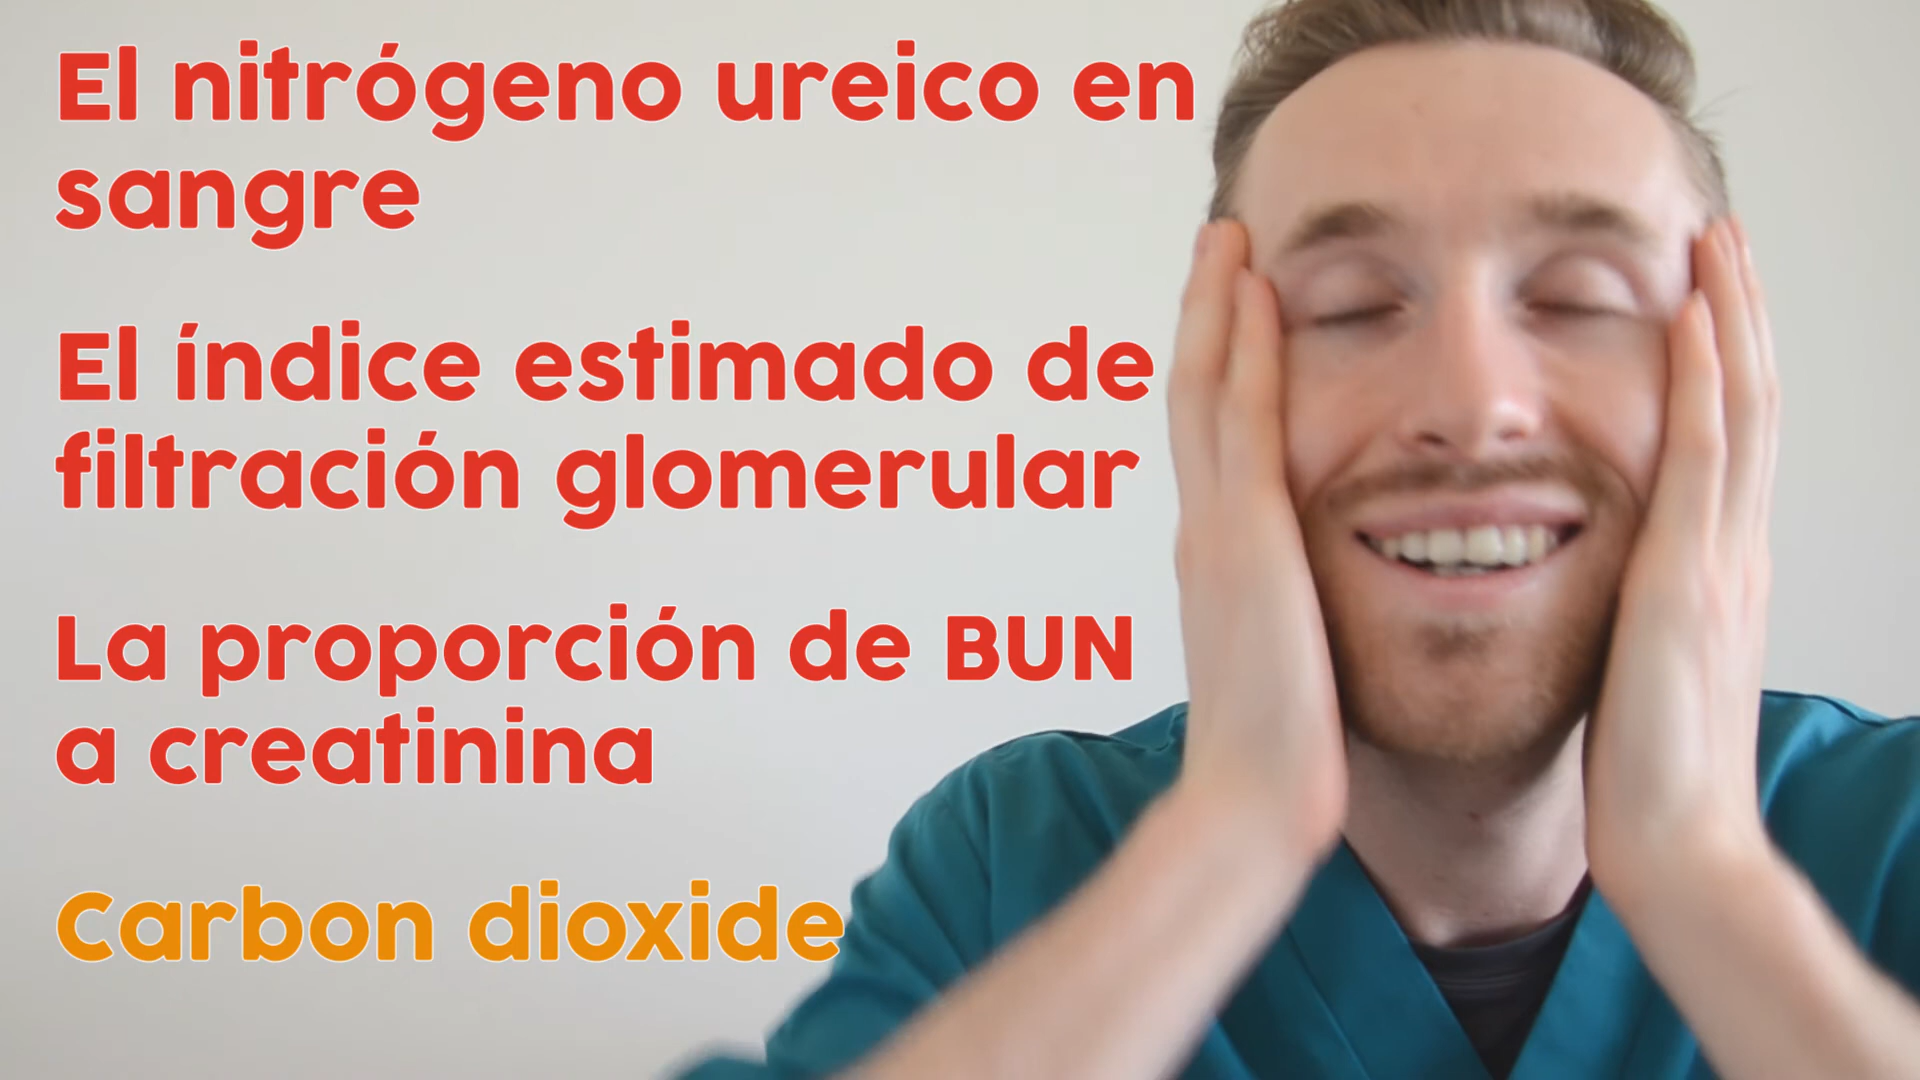 El nitrógeno ureico en
sangre
El índice estimado de
filtración glomerular
La proporción de BUN
a creatinina
Carbon dioxide